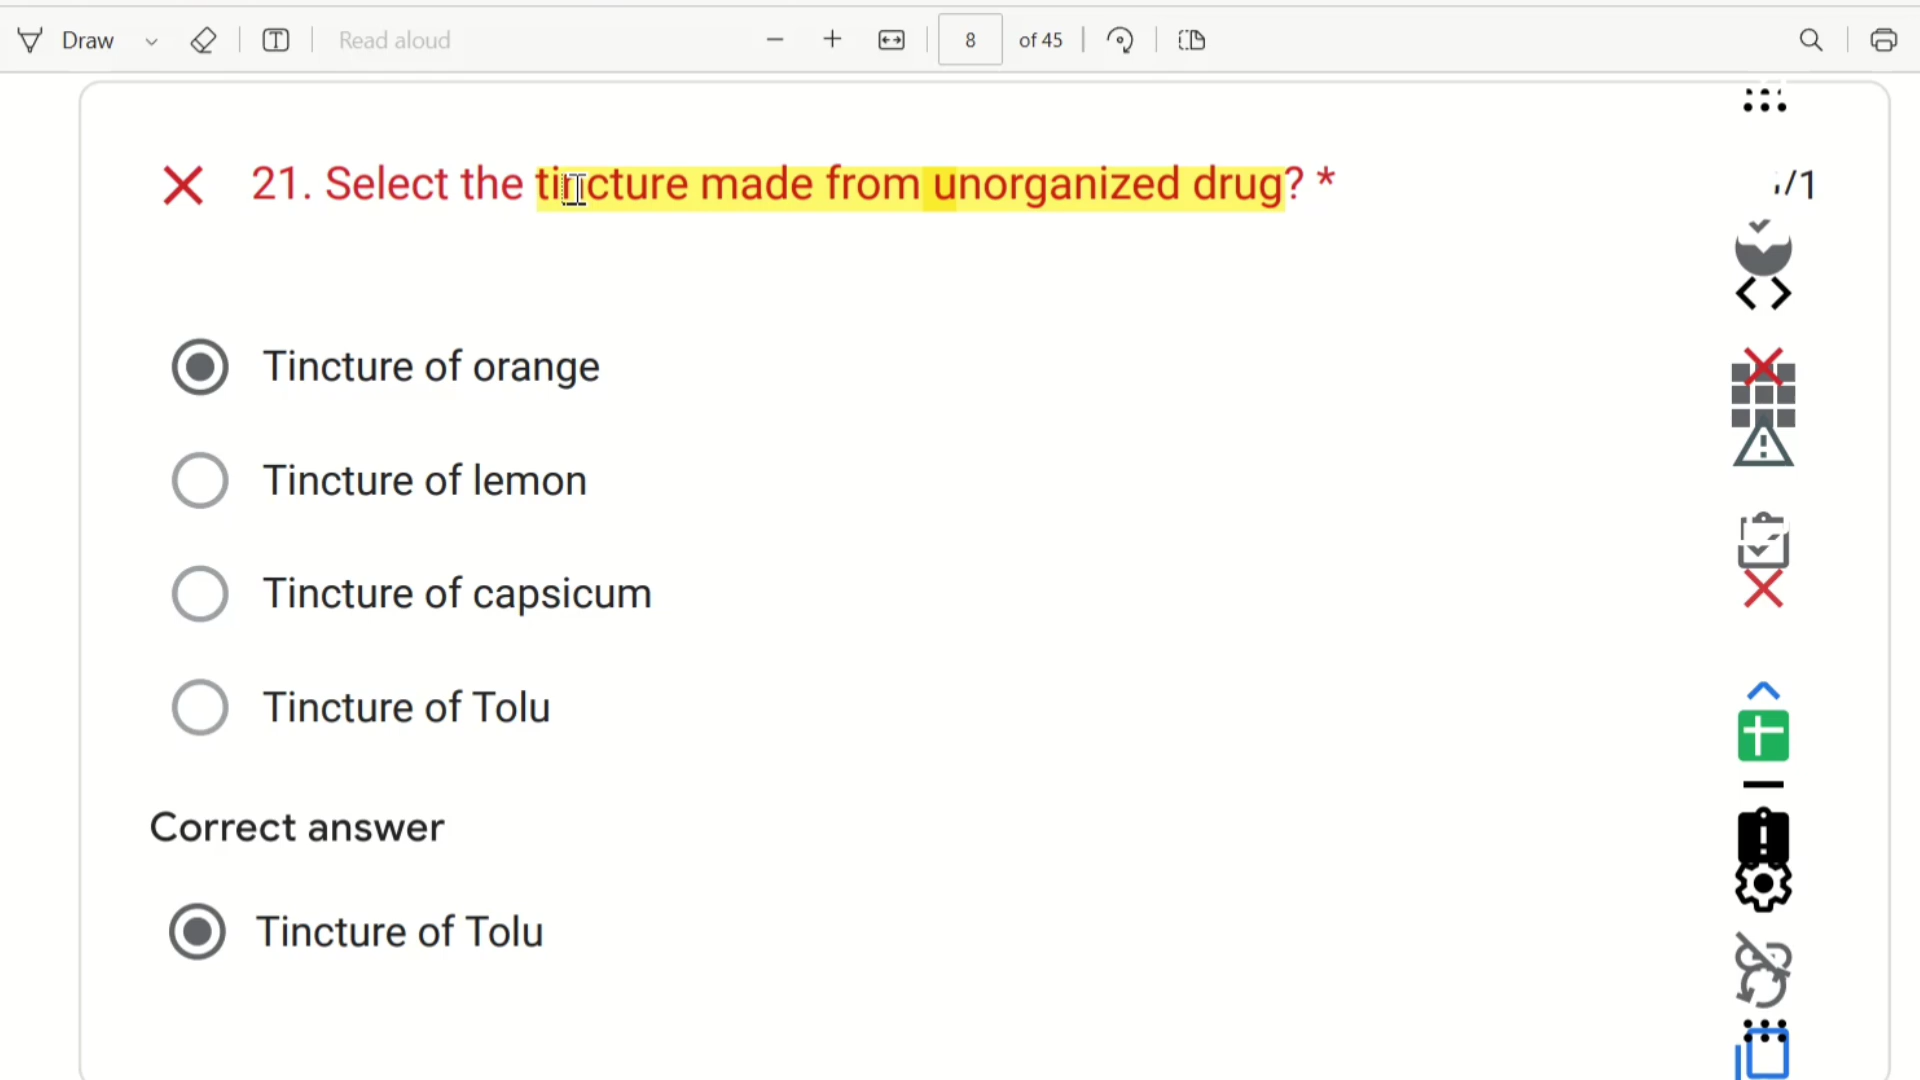 Draw
Read aloud
8 of 45
21. Select the tincture made from unorganized drug? *
/1
Tincture of orange
Tincture of lemon
Tincture of capsicum
Tincture of Tolu
Correct answer
Tincture of Tolu